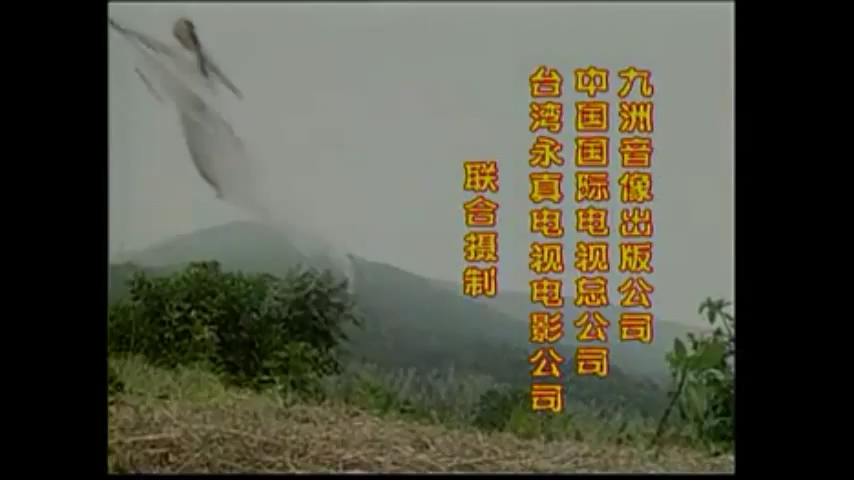 九洲音像出版公司
中国国际电视总公司
台湾永真电视电影公司
联合摄制